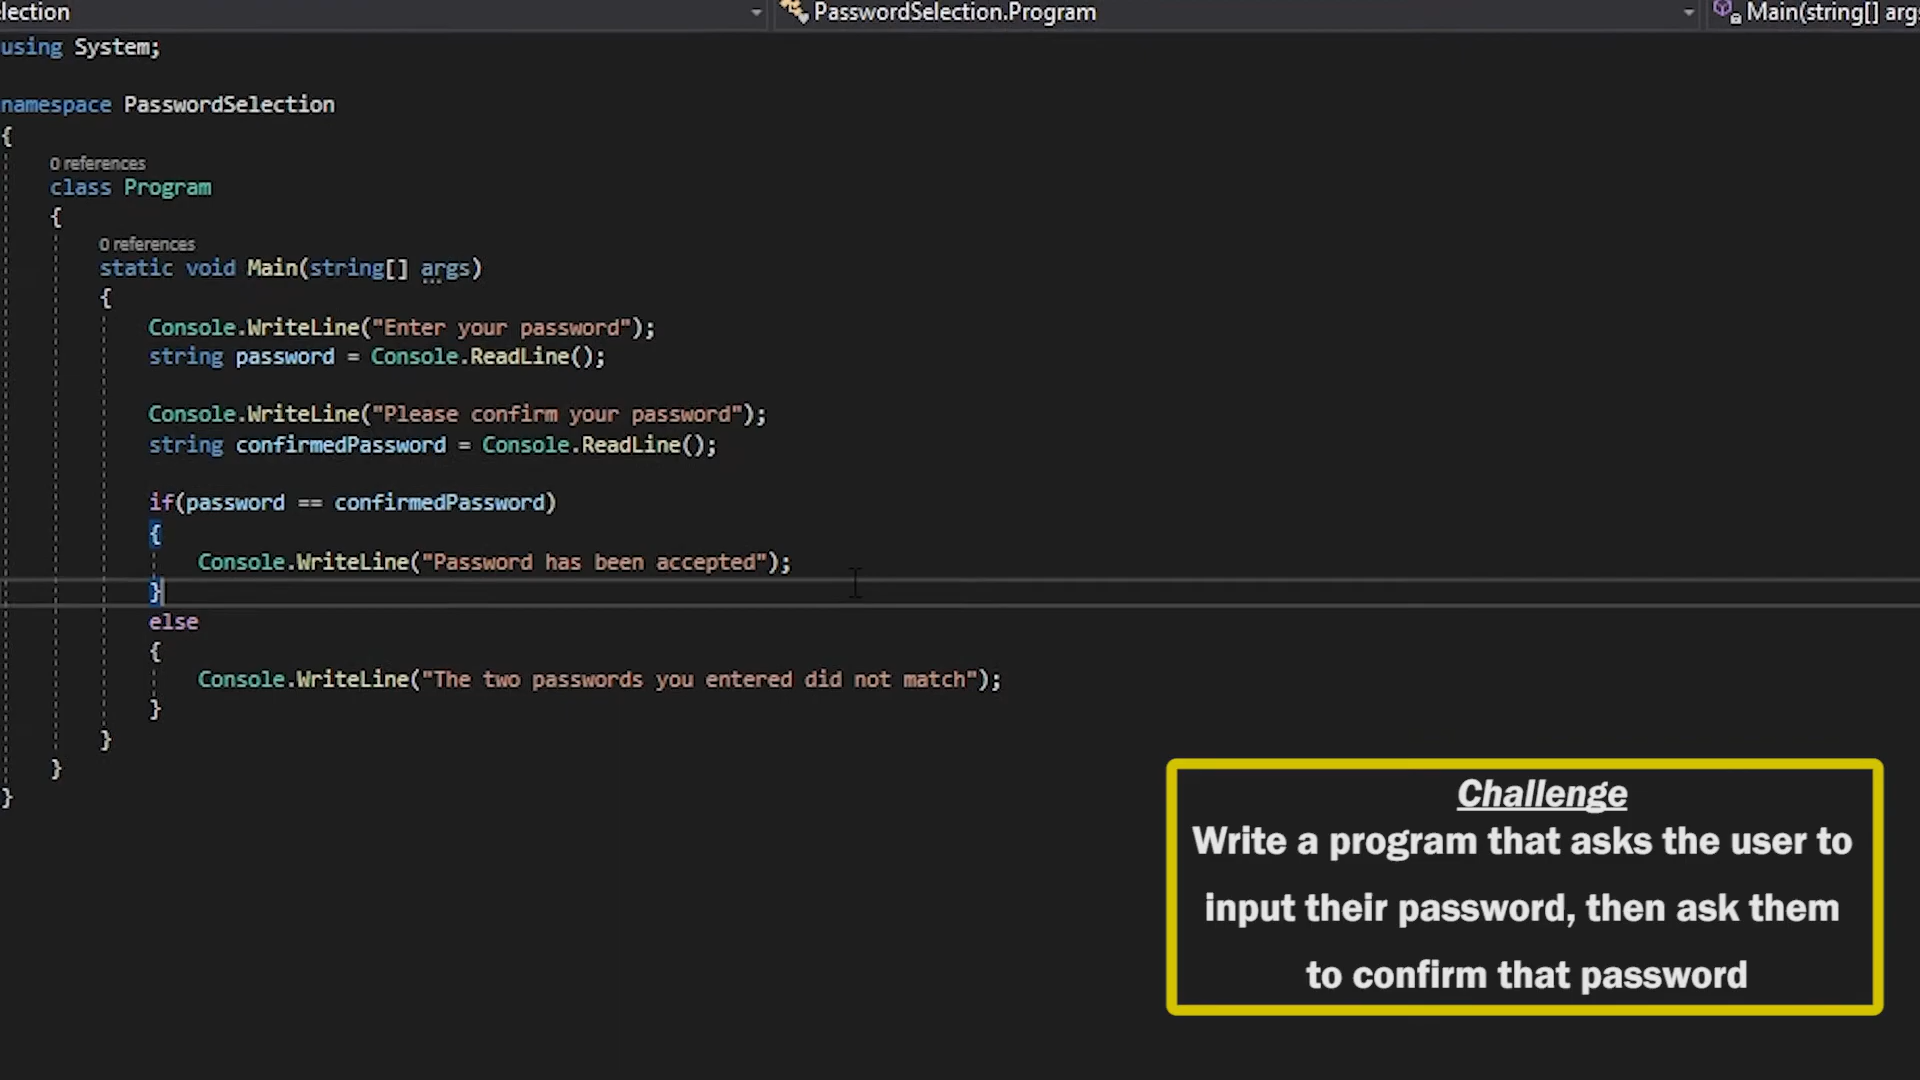 lection PasswordSelection.Program Main(string[] args
using System;
namespace PasswordSelection
{
0 references
class Program
{
0 references
static void Main(string[] args)
{
Console.WriteLine("Enter your password");
string password = Console.ReadLine();
Console.WriteLine("Please confirm your password");
string confirmedPassword = Console.ReadLine();
if(password == confirmedPassword)
{
Console.WriteLine("Password has been accepted");
}
else
{
Console.WriteLine("The two passwords you entered did not match");
}
}
}
}
Challenge
Write a program that asks the user to
input their password, then ask them
to confirm that password